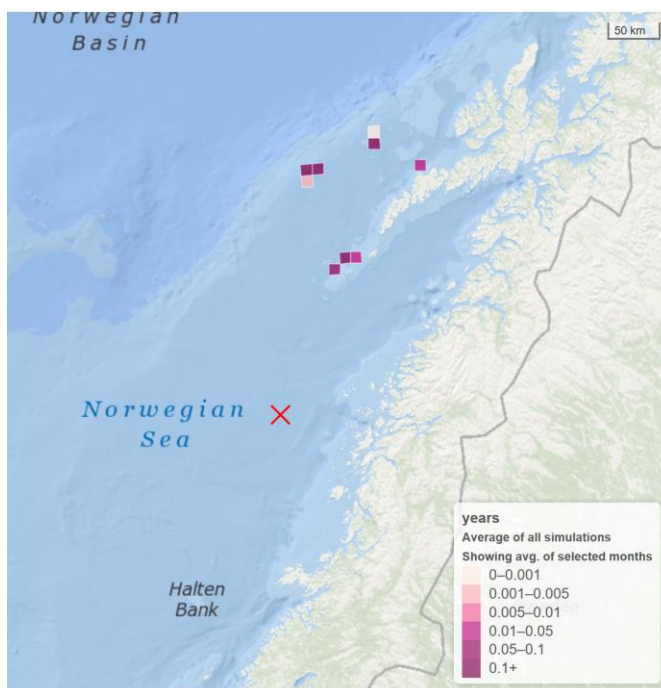 Norwegian
Basin
50 km
Norwegian
Sea
Halten
Bank
years
Average of all simulations
Showing avg. of selected months
0–0.001
0.001–0.005
0.005–0.01
0.01–0.05
0.05–0.1
0.1+